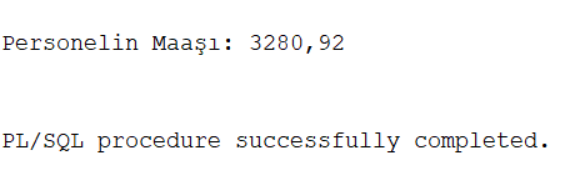 Personelin Maaşı: 3280,92
PL/SQL procedure successfully completed.